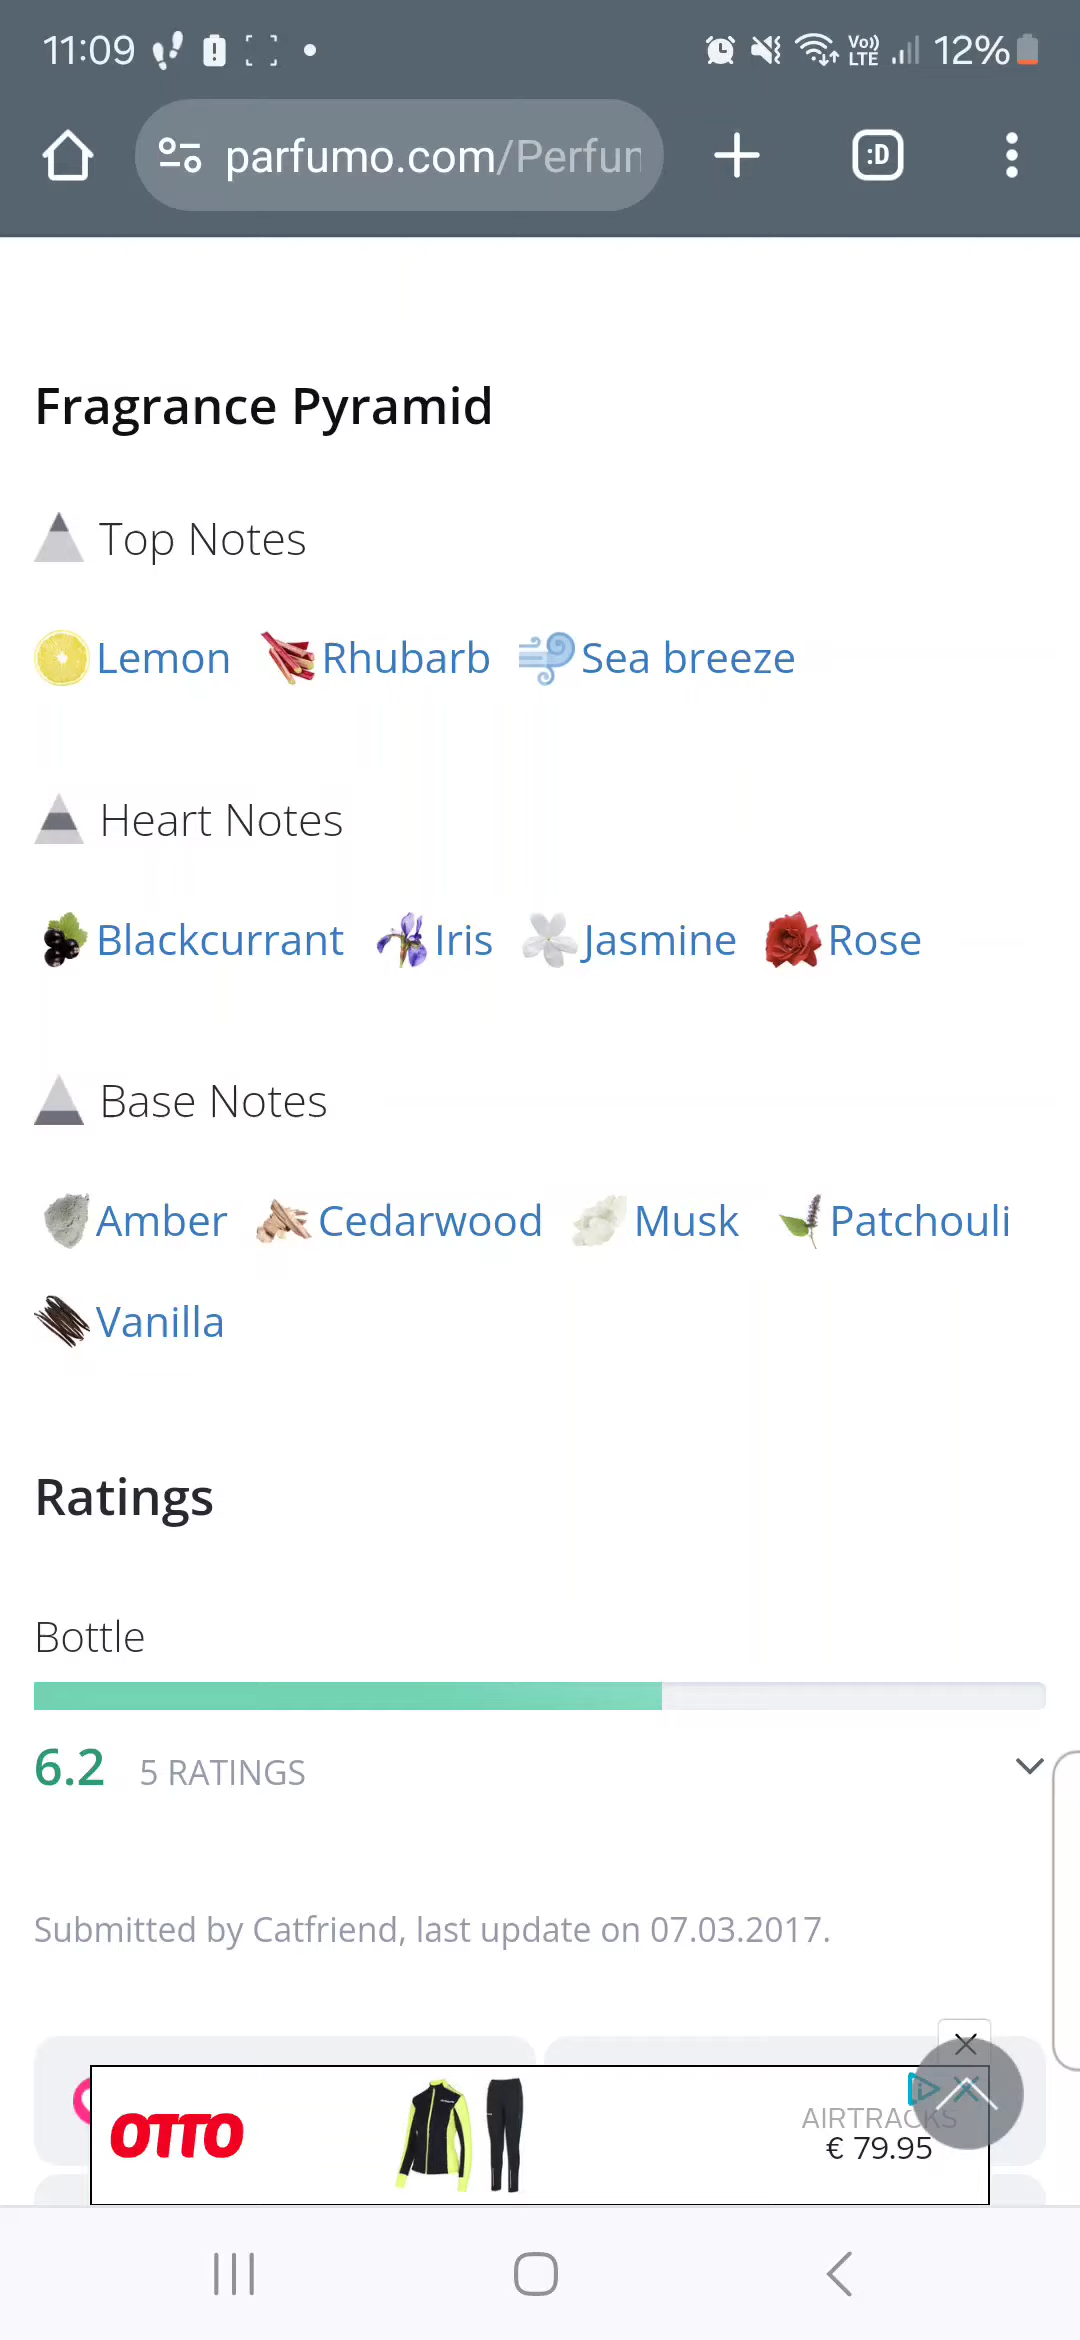 11:09
Vo))
LTE
12%
parfumo.com/Perfun
:D
Fragrance Pyramid
Top Notes
Lemon Rhubarb Sea breeze
Heart Notes
Blackcurrant Iris Jasmine Rose
Base Notes
Amber Cedarwood Musk Patchouli
Vanilla
Ratings
Bottle
6.2 5 RATINGS
Submitted by Catfriend, last update on 07.03.2017.
OTTO
AIRTRACKS
€ 79.95